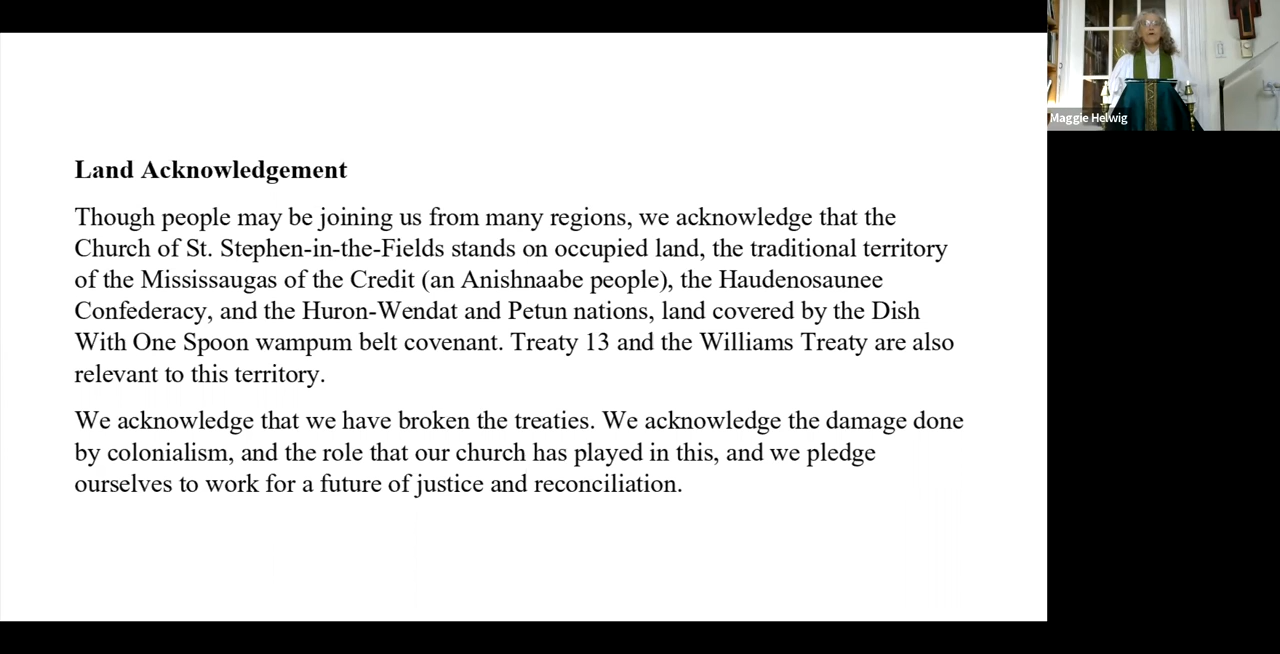 Land Acknowledgement
Though people may be joining us from many regions, we acknowledge that the
Church of St. Stephen-in-the-Fields stands on occupied land, the traditional territory
of the Mississaugas of the Credit (an Anishnaabe people), the Haudenosaunee
Confederacy, and the Huron-Wendat and Petun nations, land covered by the Dish
With One Spoon wampum belt covenant. Treaty 13 and the Williams Treaty are also
relevant to this territory.
We acknowledge that we have broken the treaties. We acknowledge the damage done
by colonialism, and the role that our church has played in this, and we pledge
ourselves to work for a future of justice and reconciliation.
Maggie Helwig